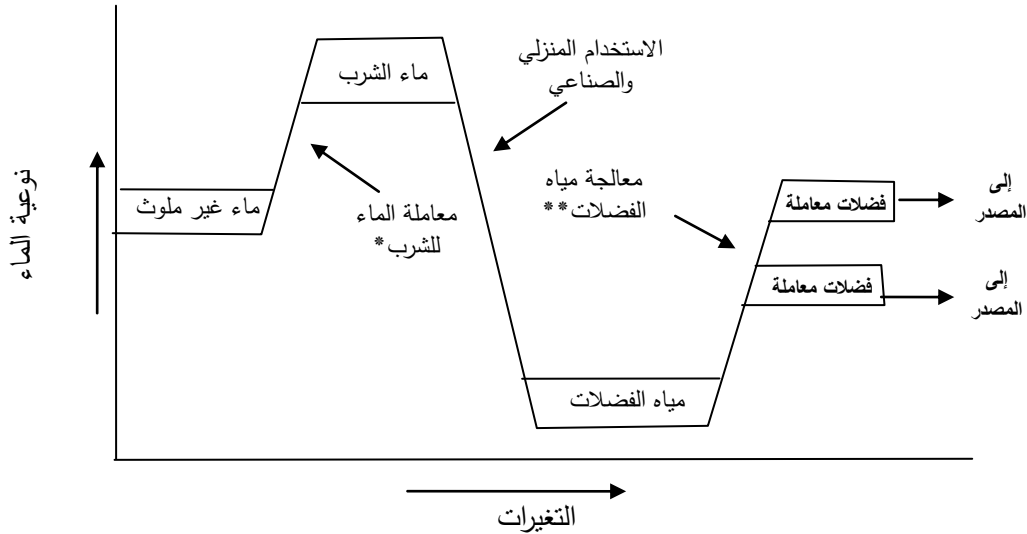 ماء الشرب
الاستخدام المنزلي
والصناعي
نوعية الماء
ماء غير ملوث
معاملة الماء
للشرب*
معالجة مياه
الفضلات**
فضلات معاملة
إلى
المصدر
فضلات معاملة
إلى
المصدر
مياه الفضلات
التغيرات